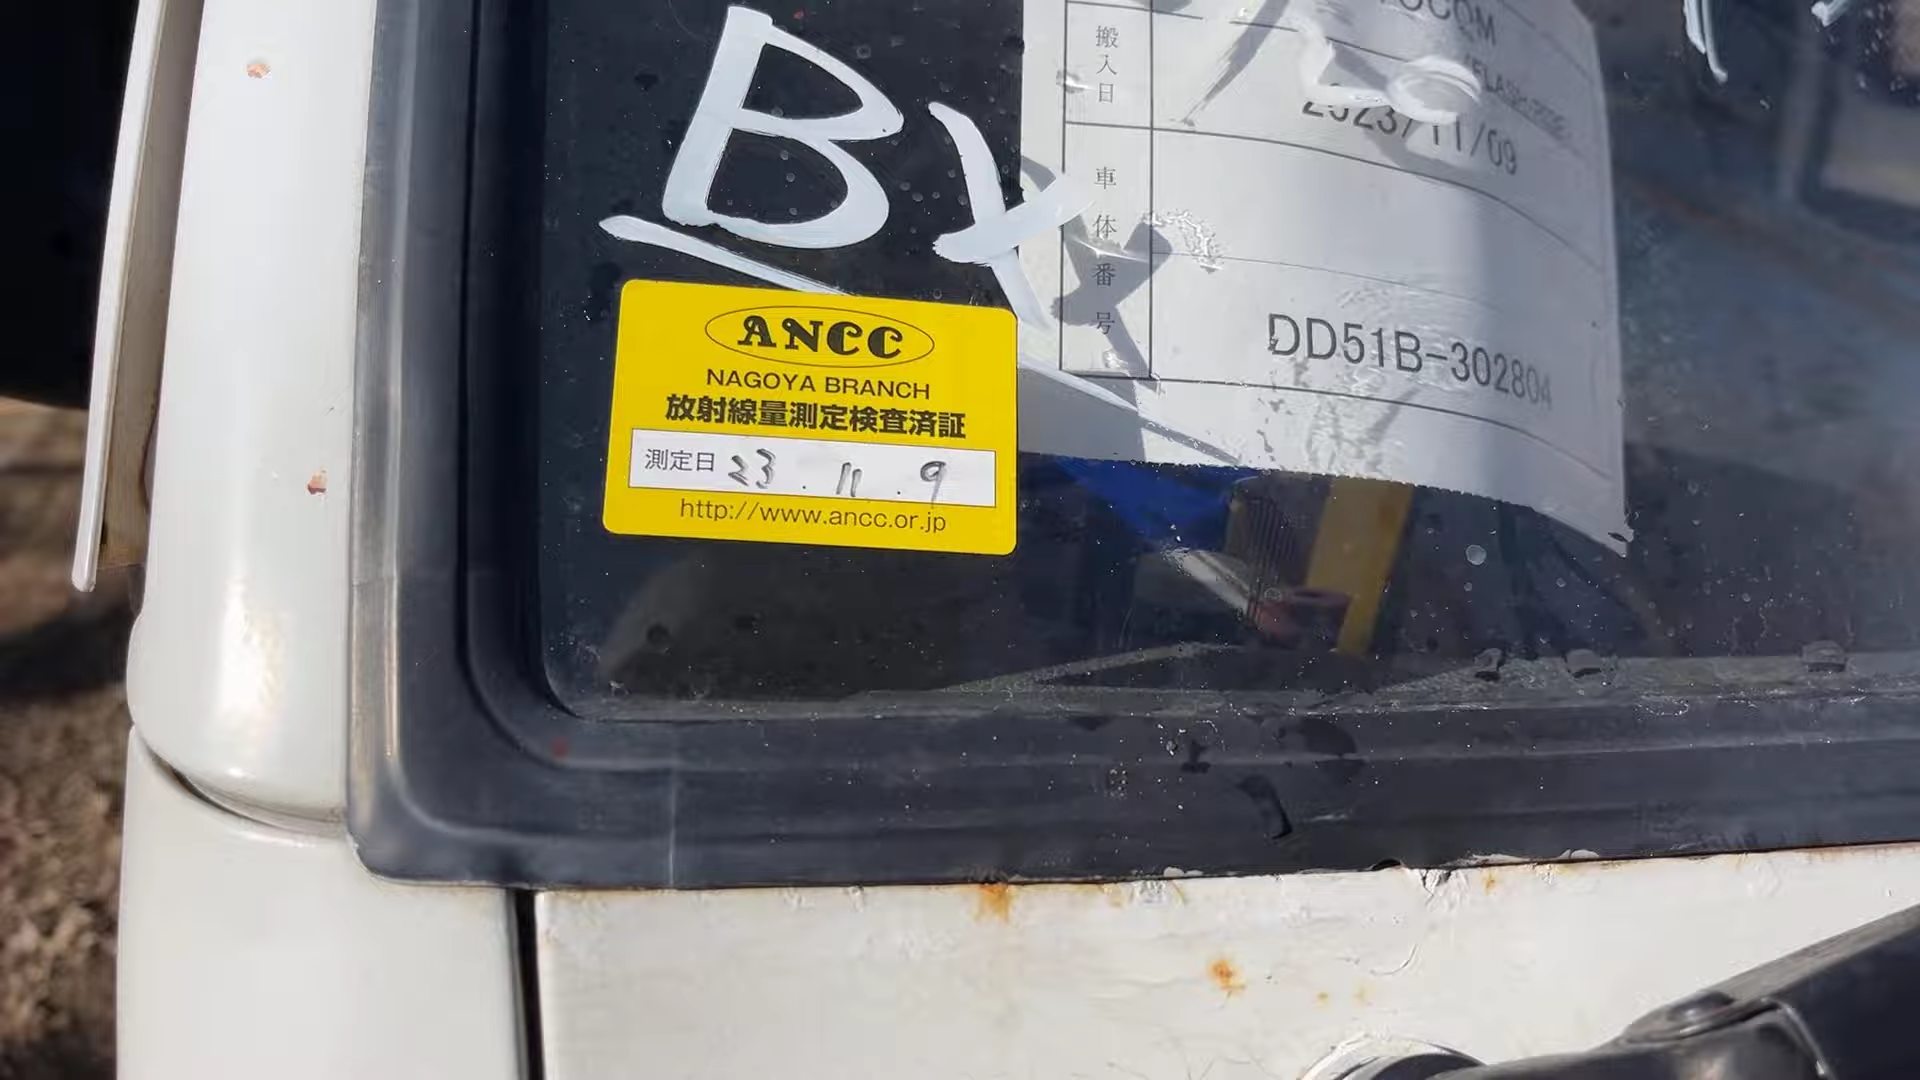 BX
ANCC
NAGOYA BRANCH
放射線量測定検査済証
測定日 23.11.9
http://www.ancc.or.jp
搬入日
2023/11/09
車体番号
DD51B-302804